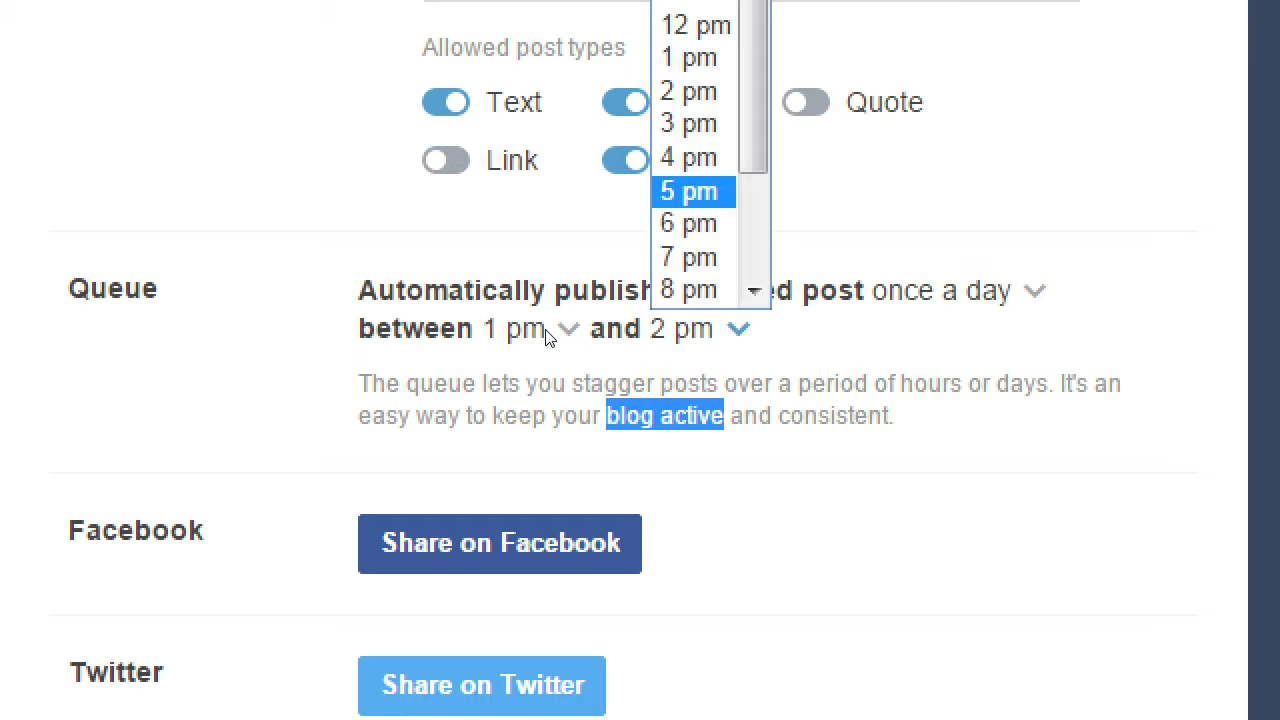 Allowed post types
Text
Quote
Link
12 pm
1 pm
2 pm
3 pm
4 pm
5 pm
6 pm
7 pm
8 pm
Queue
Automatically publish d post once a day
between 1 pm and 2 pm
The queue lets you stagger posts over a period of hours or days. It's an
easy way to keep your blog active and consistent.
Facebook
Share on Facebook
Twitter
Share on Twitter